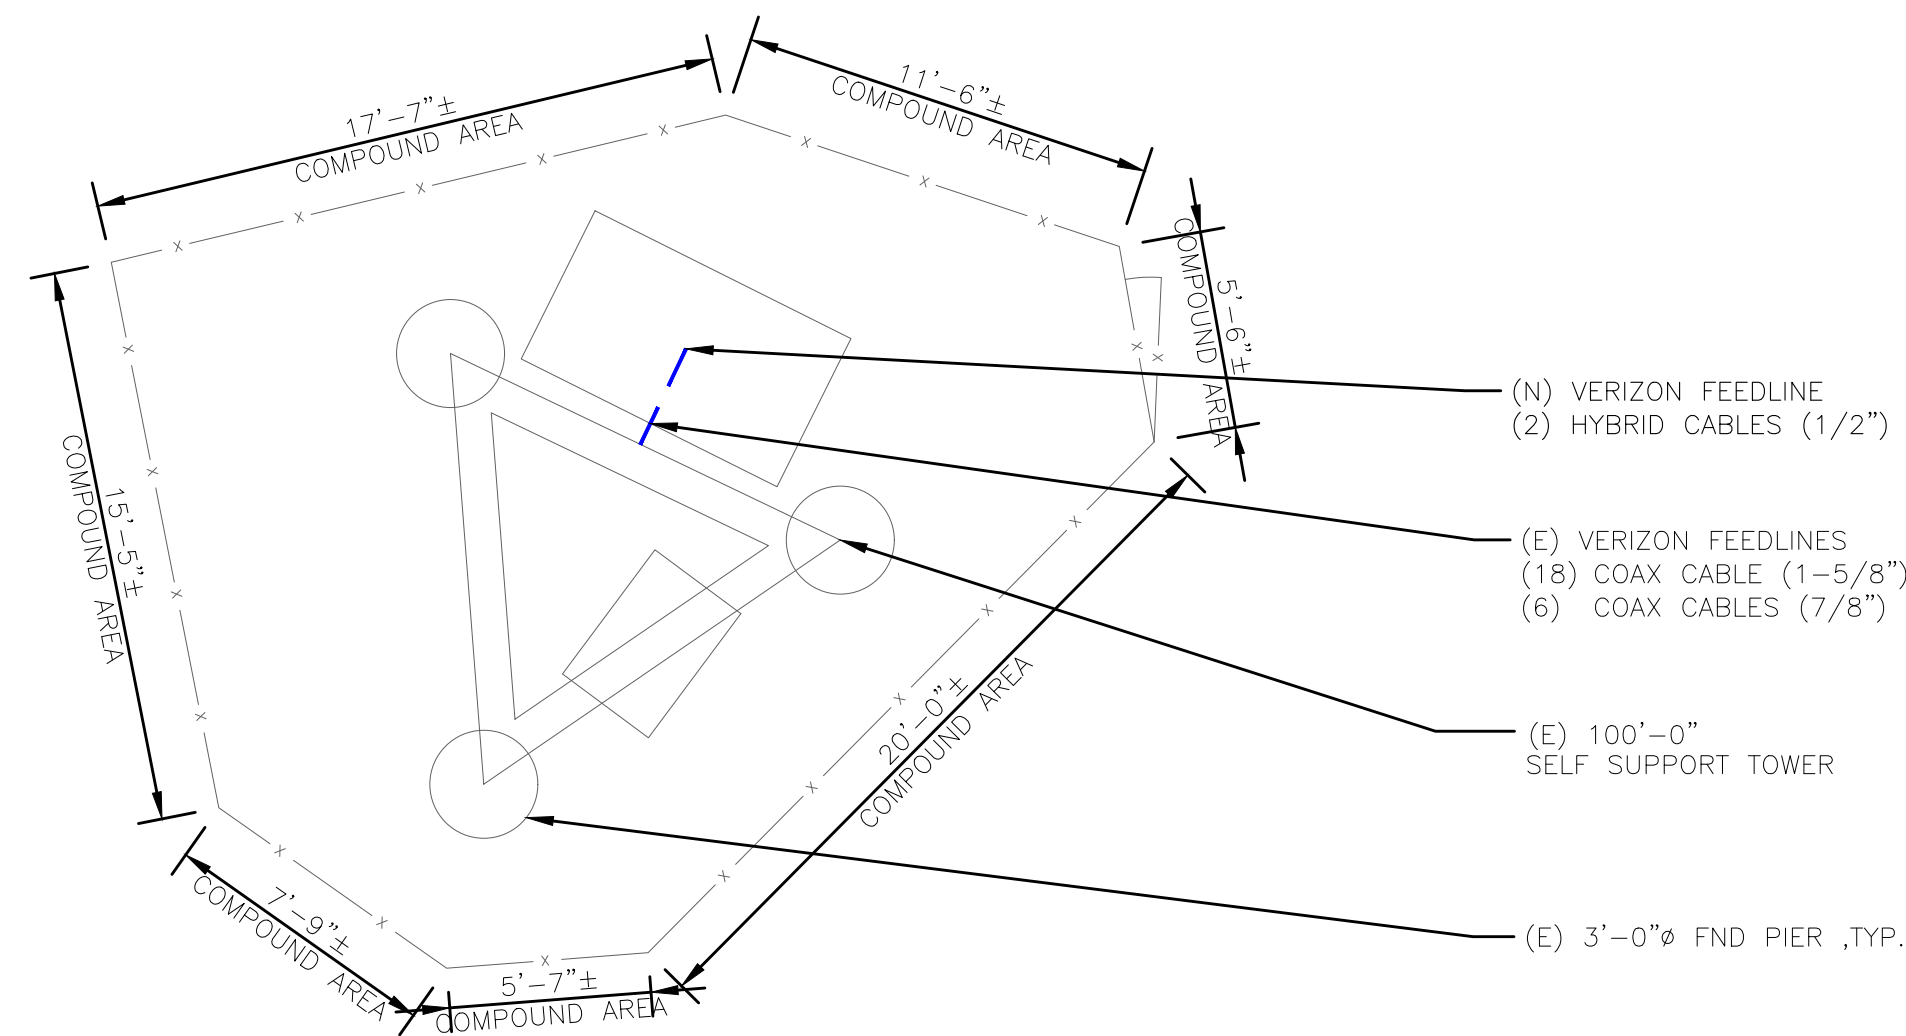 17'-7"±
COMPOUND AREA
11'-6"±
COMPOUND AREA
5'-6"±
COMPOUND AREA
(N) VERIZON FEEDLINE
(2) HYBRID CABLES (1/2")
15'-5"±
COMPOUND AREA
(E) VERIZON FEEDLINES
(18) COAX CABLE (1-5/8")
(6) COAX CABLES (7/8")
20'-0"±
COMPOUND AREA
(E) 100'-0"
SELF SUPPORT TOWER
7'-9"±
COMPOUND AREA
(E) 3'-0"ø FND PIER ,TYP.
5'-7"±
COMPOUND AREA